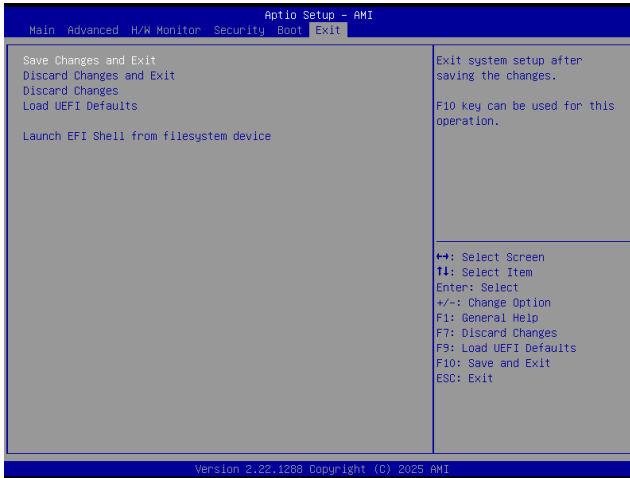 Aptio Setup – AMI
Main Advanced H/W Monitor Security Boot Exit
Save Changes and Exit
Discard Changes and Exit
Discard Changes
Load UEFI Defaults
Launch EFI Shell from filesystem device
Exit system setup after
saving the changes.
F10 key can be used for this
operation.
↔: Select Screen
↑↓: Select Item
Enter: Select
+/-: Change Option
F1: General Help
F7: Discard Changes
F9: Load UEFI Defaults
F10: Save and Exit
ESC: Exit
Version 2.22.1288 Copyright (C) 2025 AMI